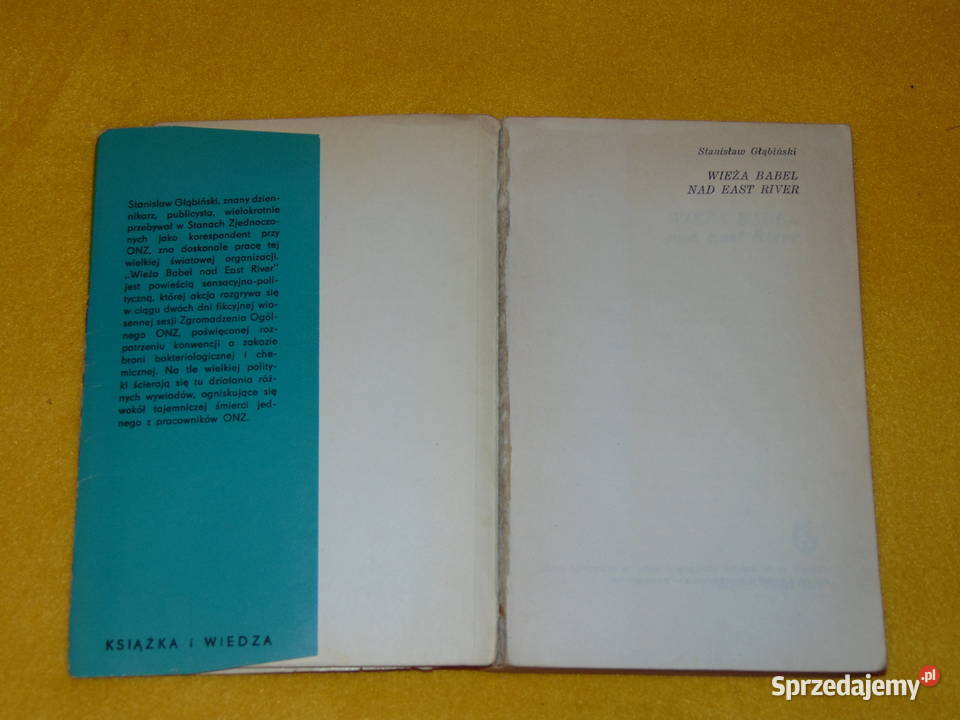 Stanisław Głąbiński, znany dzien-
nikarz, publicysta, wielokrotnie
przebywał w Stanach Zjednoczo-
nych jako korespondent przy
ONZ, zna doskonale pracę tej
wielkiej światowej organizacji.
„Wieża Babel nad East River"
jest powieścią sensacyjno-poli-
tyczną, której akcja rozgrywa się
w ciągu dwóch dni fikcyjnej wio-
sennej sesji Zgromadzenia Ogól-
nego ONZ, poświęconej roz-
patrzeniu konwencji o zakazie
broni bakteriologicznej i che-
micznej. Na tle wielkiej polity-
ki ścierają się tu działania róż-
nych wywiadów, ogniskujące się
wokół tajemniczej śmierci jed-
nego z pracowników ONZ.
KSIĄŻKA i WIEDZA
Stanisław Głąbiński
WIEŻA BABEL
NAD EAST RIVER
Sprzedajemy.pl